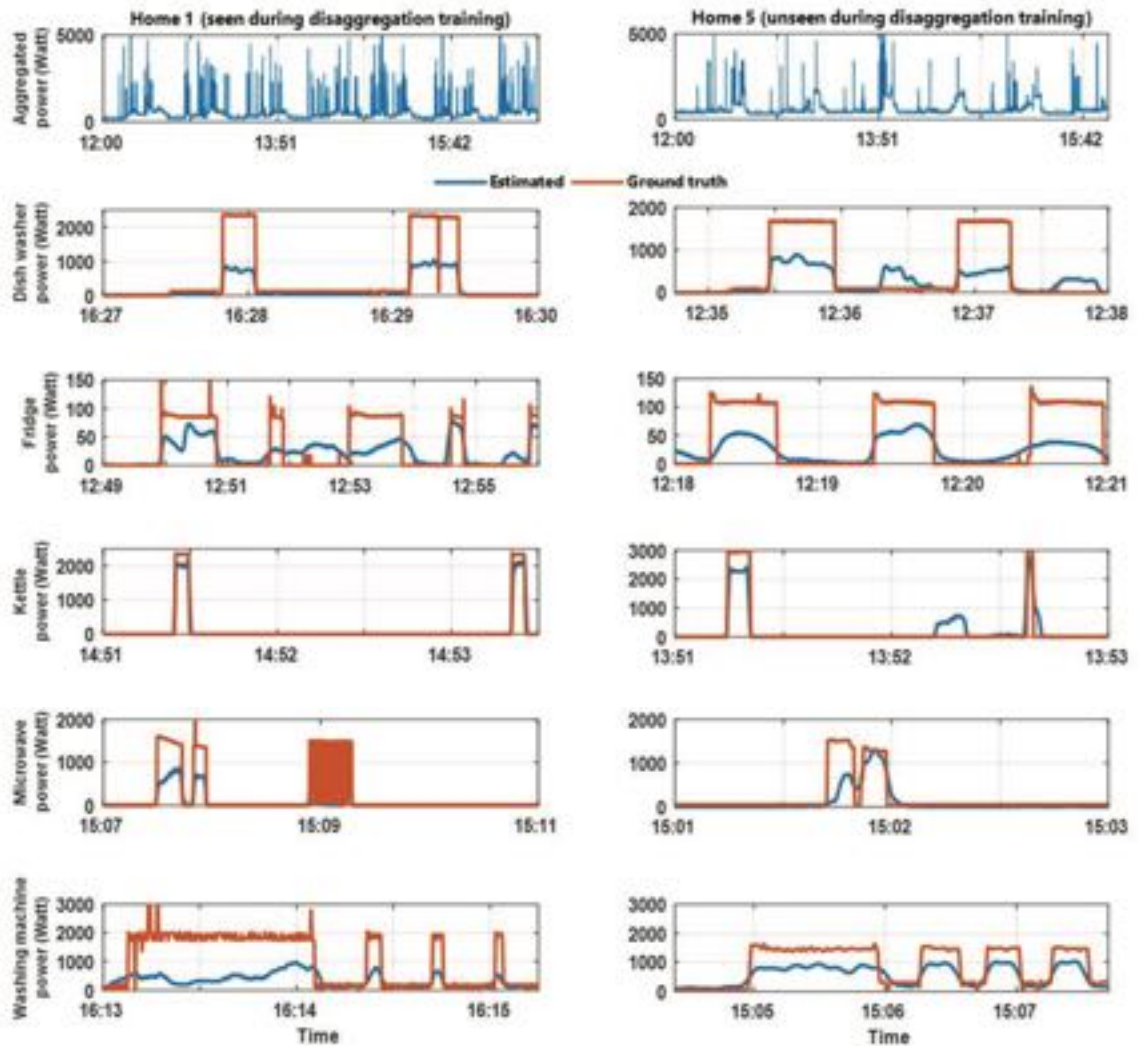 Home 1 (seen during disaggregation training)
Home 5 (unseen during disaggregation training)
Aggregated
power (Watt)
5000
0
12:00 13:51 15:42
5000
0
12:00 13:51 15:42
Estimated Ground truth
Dish washer
power (Watt)
2000
1000
0
16:27 16:28 16:29 16:30
2000
1000
0
12:35 12:36 12:37 12:38
Fridge
power (Watt)
150
100
50
0
12:49 12:51 12:53 12:55
150
100
50
0
12:18 12:19 12:20 12:21
Kettle
power (Watt)
2000
1000
0
14:51 14:52 14:53
3000
2000
1000
0
13:51 13:52 13:53
Microwave
power (Watt)
2000
1000
0
15:07 15:09 15:11
2000
1000
0
15:01 15:02 15:03
Washing machine
power (Watt)
3000
2000
1000
0
16:13 16:14 16:15
Time
3000
2000
1000
0
15:05 15:06 15:07
Time